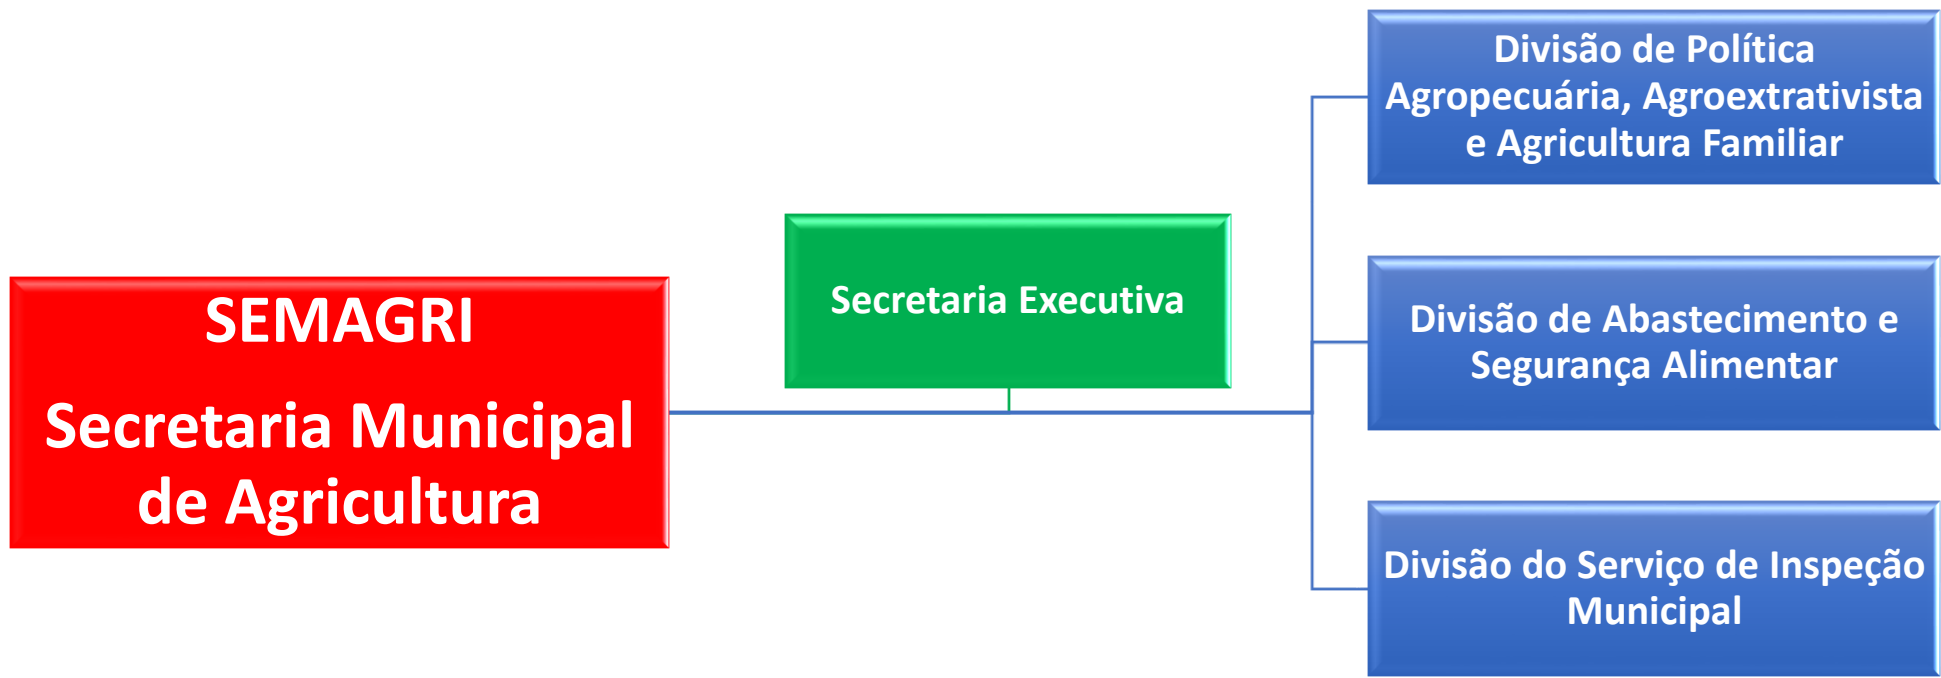 SEMAGRI
Secretaria Municipal
de Agricultura
Secretaria Executiva
Divisão de Política
Agropecuária, Agroextrativista
e Agricultura Familiar
Divisão de Abastecimento e
Segurança Alimentar
Divisão do Serviço de Inspeção
Municipal